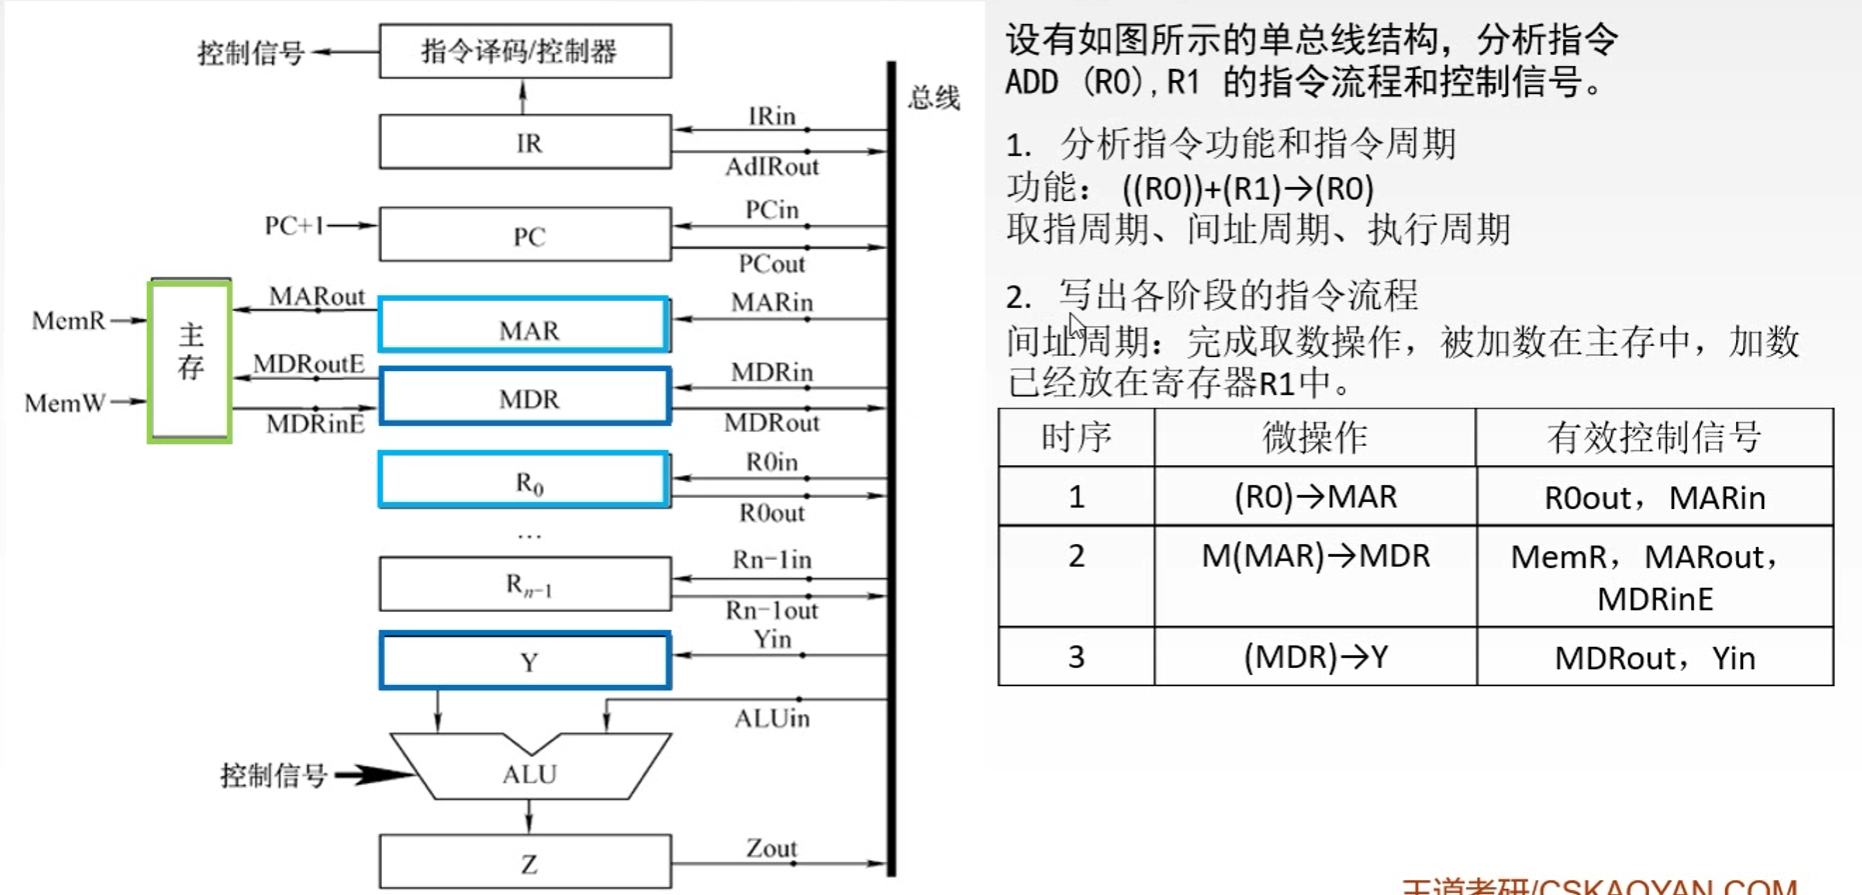 控制信号
指令译码/控制器
总线
IRin
IR
AdIRout
PCin
PC+1
PC
PCout
MARout
MARin
MemR
主存
MAR
MDRoutE
MDRin
MemW
MDR
MDRinE
MDRout
R0in
R0
R0out
…
Rn-1in
Rn-1
Rn-1out
Yin
Y
ALUin
控制信号
ALU
Zout
Z
设有如图所示的单总线结构，分析指令
ADD (R0),R1 的指令流程和控制信号。
1. 分析指令功能和指令周期
功能： ((R0))+(R1)→(R0)
取指周期、间址周期、执行周期
2. 写出各阶段的指令流程
间址周期：完成取数操作，被加数在主存中，加数
已经放在寄存器R1中。
时序 微操作 有效控制信号
1 (R0)→MAR R0out，MARin
2 M(MAR)→MDR MemR，MARout，
MDRinE
3 (MDR)→Y MDRout，Yin
王道考研/CSKAOYAN.COM